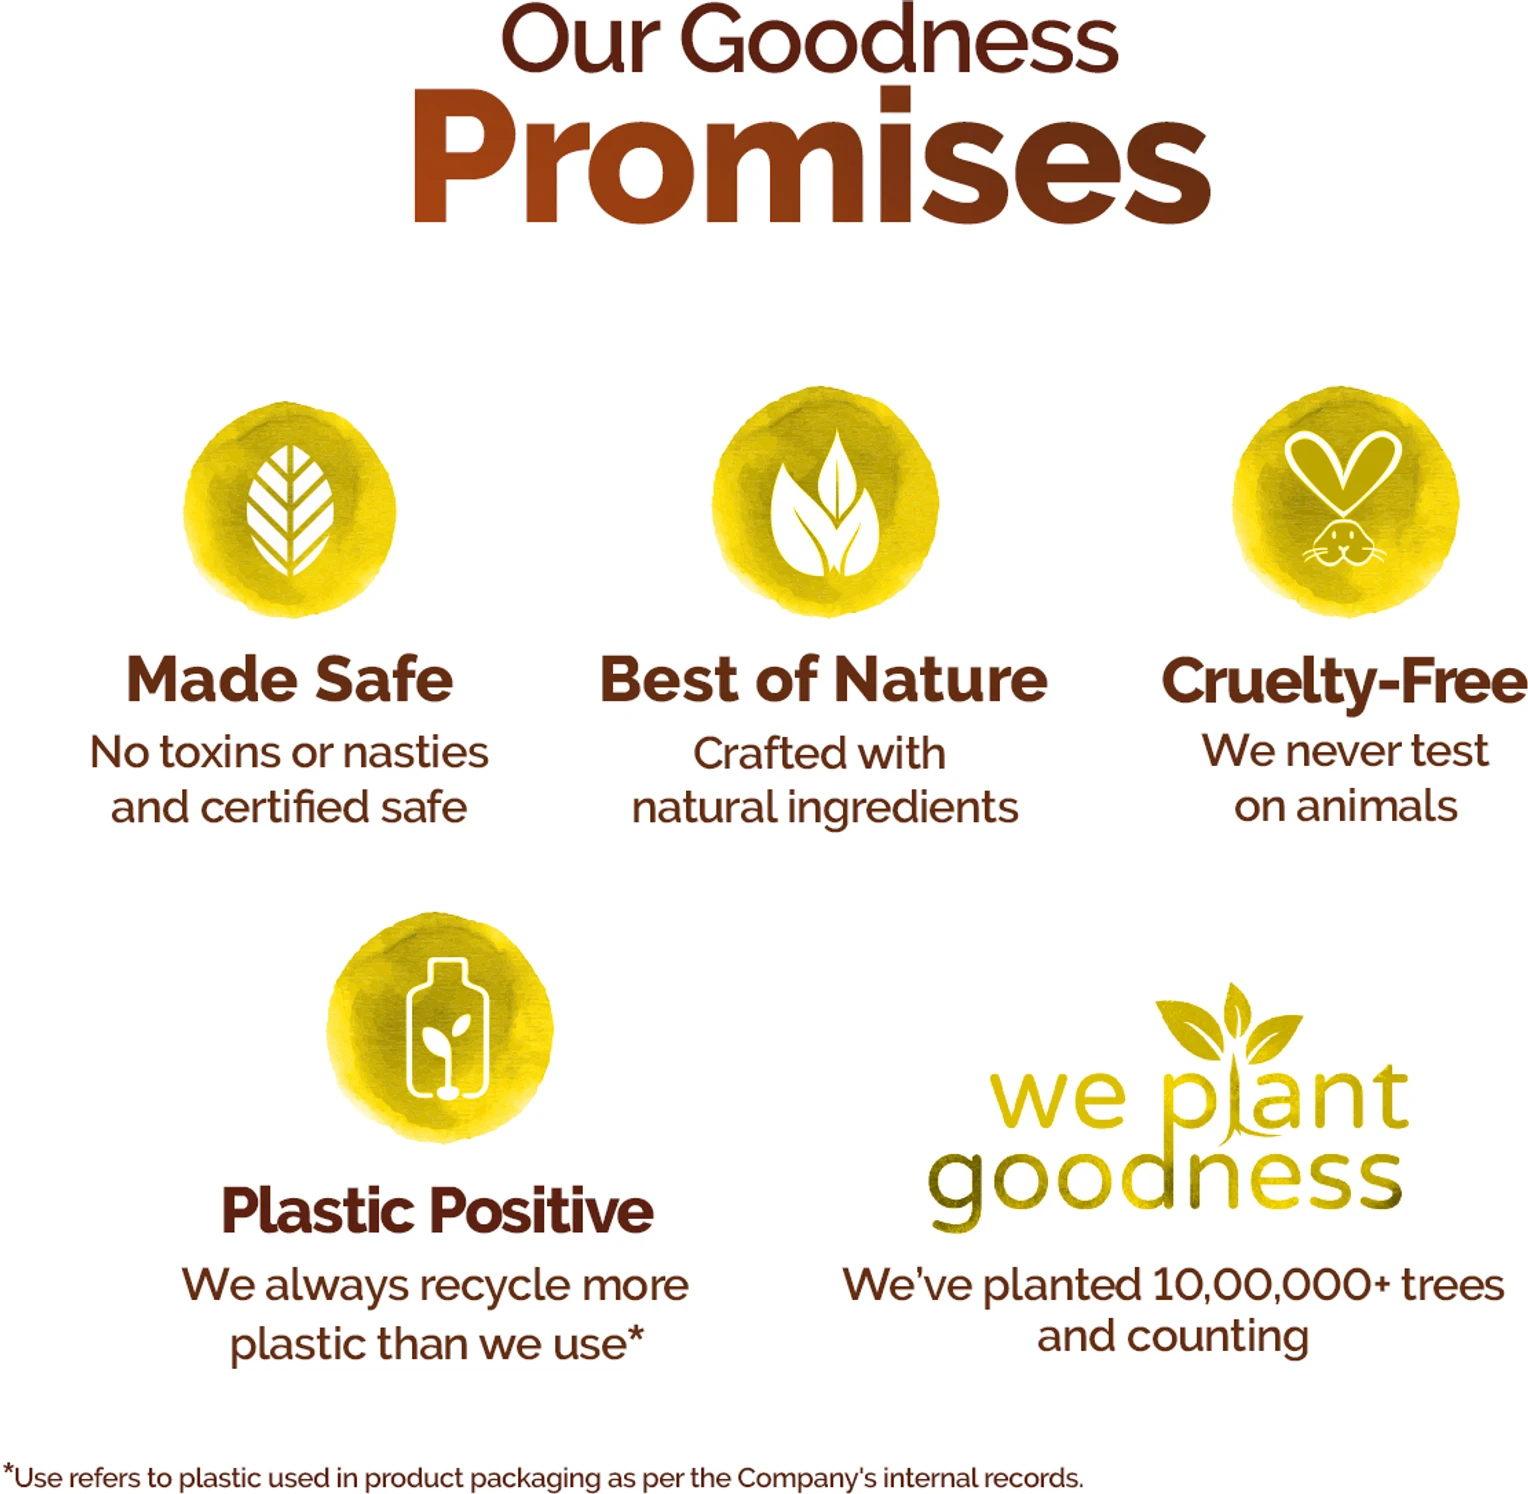 Our Goodness
Promises
Made Safe
No toxins or nasties
and certified safe
Best of Nature
Crafted with
natural ingredients
Cruelty-Free
We never test
on animals
Plastic Positive
We always recycle more
plastic than we use*
we plant
goodness
We've planted 10,00,000+ trees
and counting
*Use refers to plastic used in product packaging as per the Company's internal records.